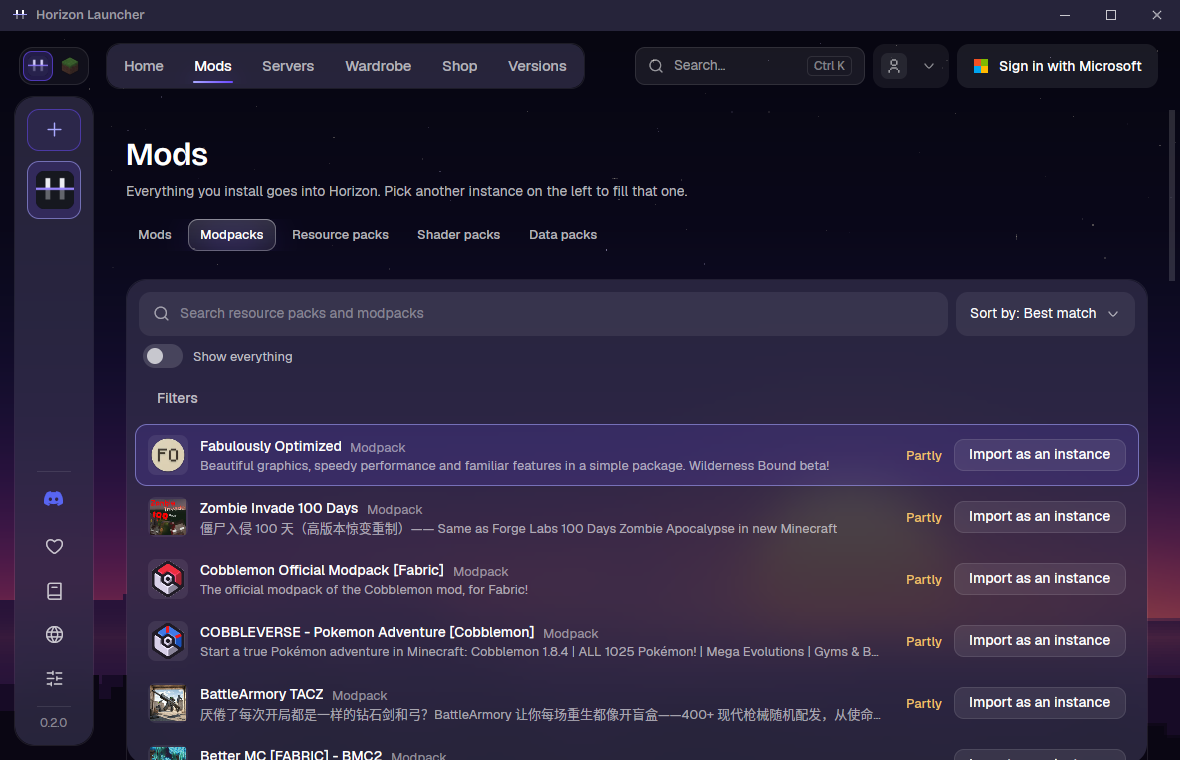 Horizon Launcher
Home Mods Servers Wardrobe Shop Versions
Search... Ctrl K
Sign in with Microsoft
Mods
Everything you install goes into Horizon. Pick another instance on the left to fill that one.
Mods Modpacks Resource packs Shader packs Data packs
Search resource packs and modpacks
Sort by: Best match
Show everything
Filters
FO
Fabulously Optimized Modpack
Beautiful graphics, speedy performance and familiar features in a simple package. Wilderness Bound beta!
Partly Import as an instance
Zombie Invade 100 Days Modpack
僵尸入侵 100 天（高版本惊变重制）—— Same as Forge Labs 100 Days Zombie Apocalypse in new Minecraft
Partly Import as an instance
Cobblemon Official Modpack [Fabric] Modpack
The official modpack of the Cobblemon mod, for Fabric!
Partly Import as an instance
COBBLEVERSE - Pokemon Adventure [Cobblemon] Modpack
Start a true Pokémon adventure in Minecraft: Cobblemon 1.8.4 | ALL 1025 Pokémon! | Mega Evolutions | Gyms & B...
Partly Import as an instance
BattleArmory TACZ Modpack
厌倦了每次开局都是一样的钻石剑和弓？BattleArmory 让你每场重生都像开盲盒——400+ 现代枪械随机配发，从使命...
Partly Import as an instance
Better MC [FABRIC] - BMC2 Modpack
0.2.0